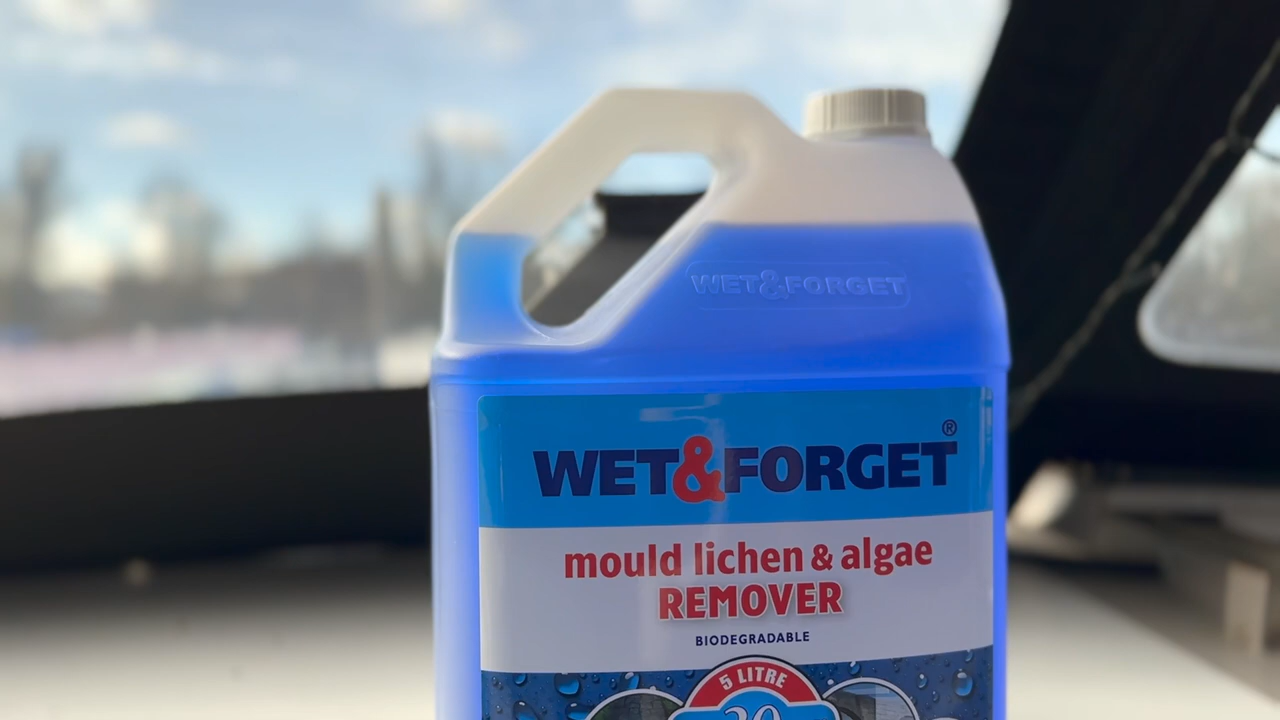 WET&FORGET
WET&FORGET®
mould lichen & algae
REMOVER
BIODEGRADABLE
5 LITRE